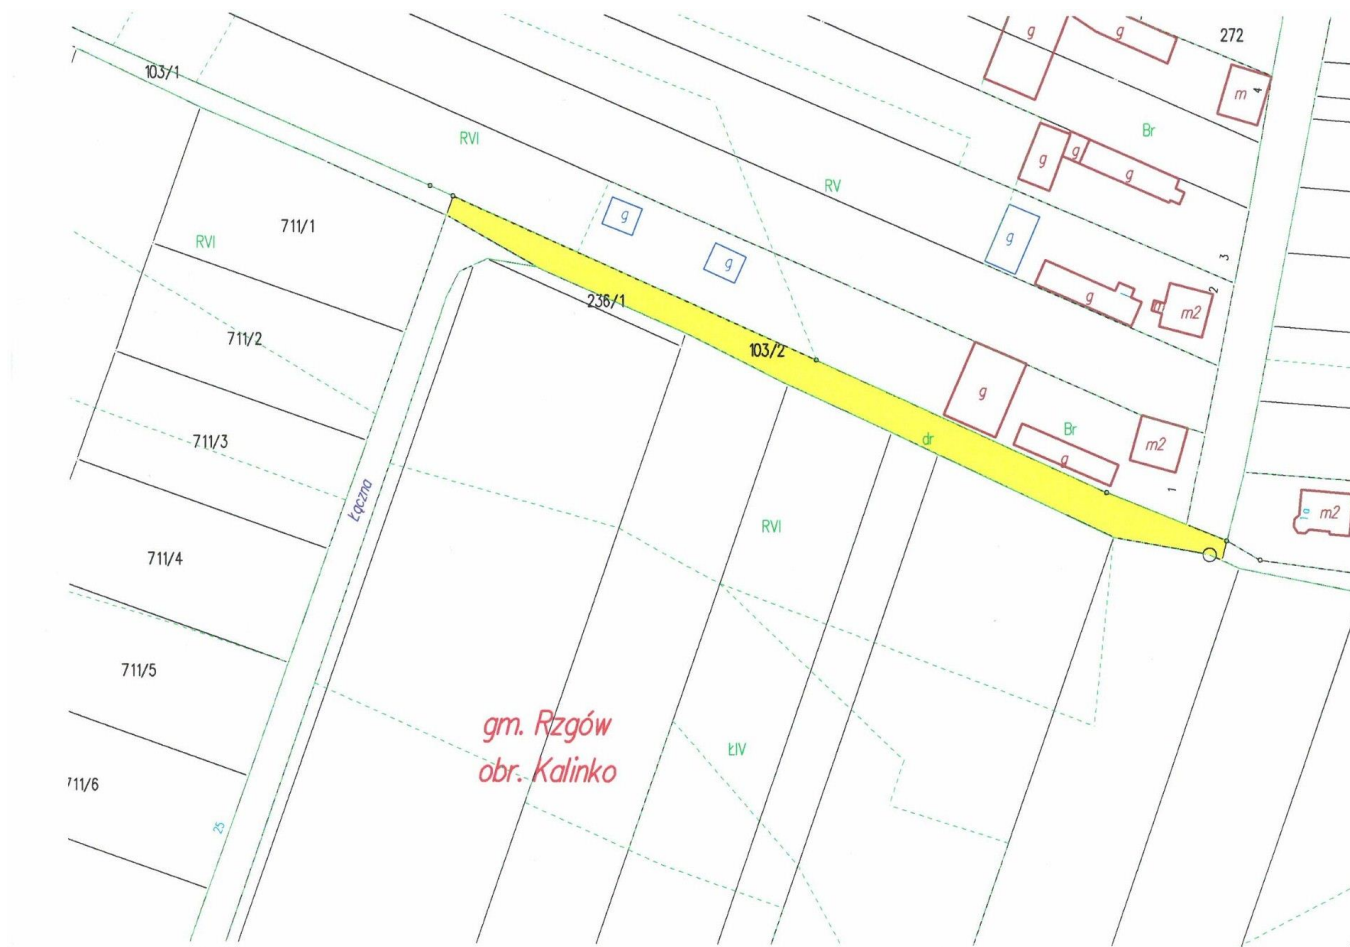 g
g
272
103/1
m
4
Br
RVI
g
g
g
RV
g
711/1
RVI
g
g
3
2
g
236/1
g
m2
711/2
103/2
g
Br
dr
711/3
g
m2
1
Łączna
RVI
1a
m2
711/4
711/5
gm. Rzgów
obr. Kalinko
ŁIV
711/6
25